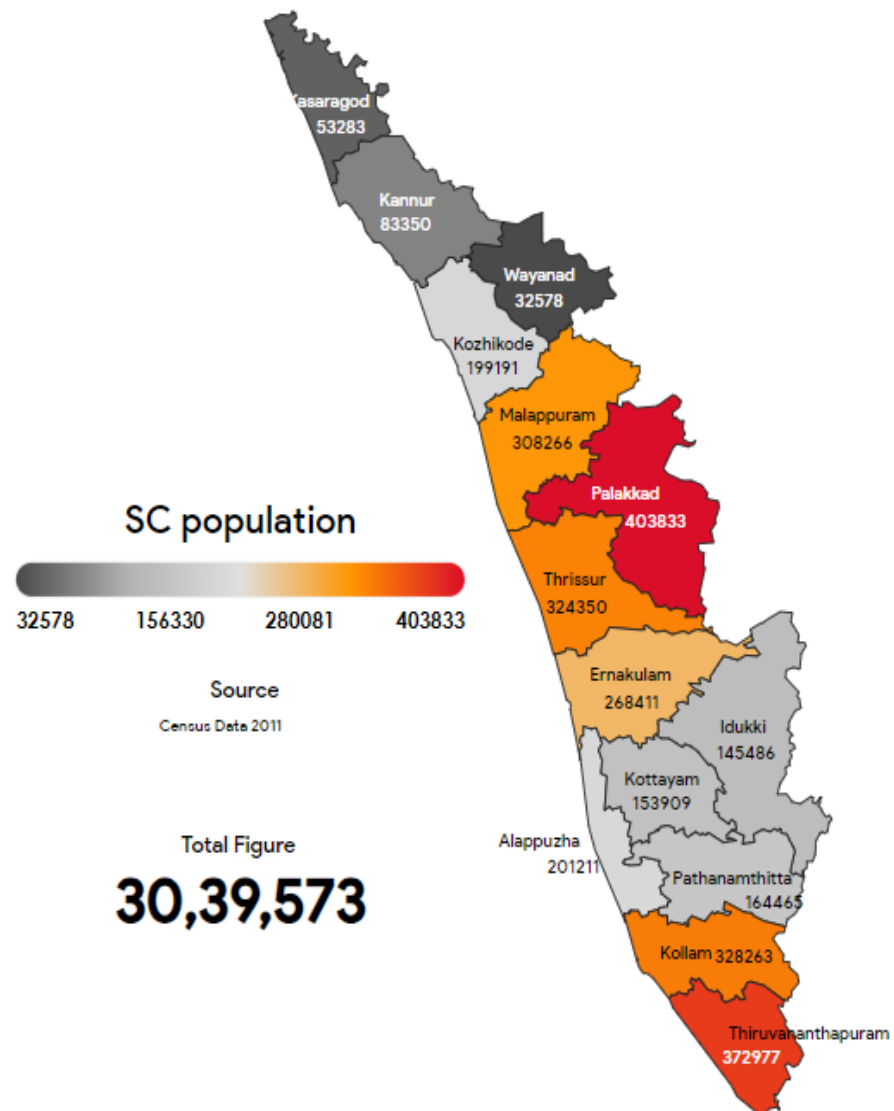 Kasaragod
53283
Kannur
83350
Wayanad
32578
Kozhikode
199191
Malappuram
308266
Palakkad
403833
SC population
32578 156330 280081 403833
Thrissur
324350
Source
Census Data 2011
Ernakulam
268411
Idukki
145486
Kottayam
153909
Total Figure
30,39,573
Alappuzha
201211
Pathanamthitta
164465
Kollam 328263
Thiruvananthapuram
372977